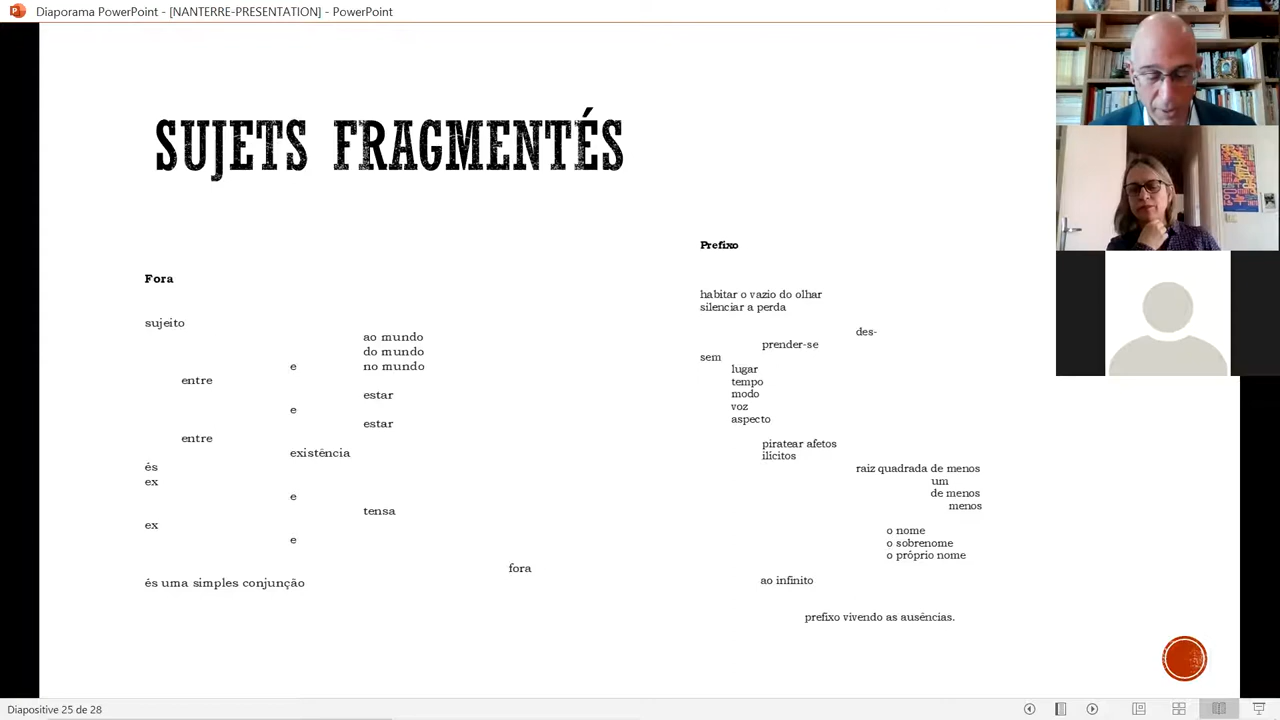 Diaporama PowerPoint - [NANTERRE-PRESENTATION] - PowerPoint
SUJETS FRAGMENTÉS
Fora
sujeito
ao mundo
do mundo
e no mundo
entre
estar
e
estar
entre
existência
és
ex
e
tensa
ex
e
fora
és uma simples conjunção
Prefixo
habitar o vazio do olhar
silenciar a perda
des-
prender-se
sem
lugar
tempo
modo
voz
aspecto
piratear afetos
ilícitos
raiz quadrada de menos
um
de menos
menos
o nome
o sobrenome
o próprio nome
ao infinito
prefixo vivendo as ausências.
Diapositive 25 de 28